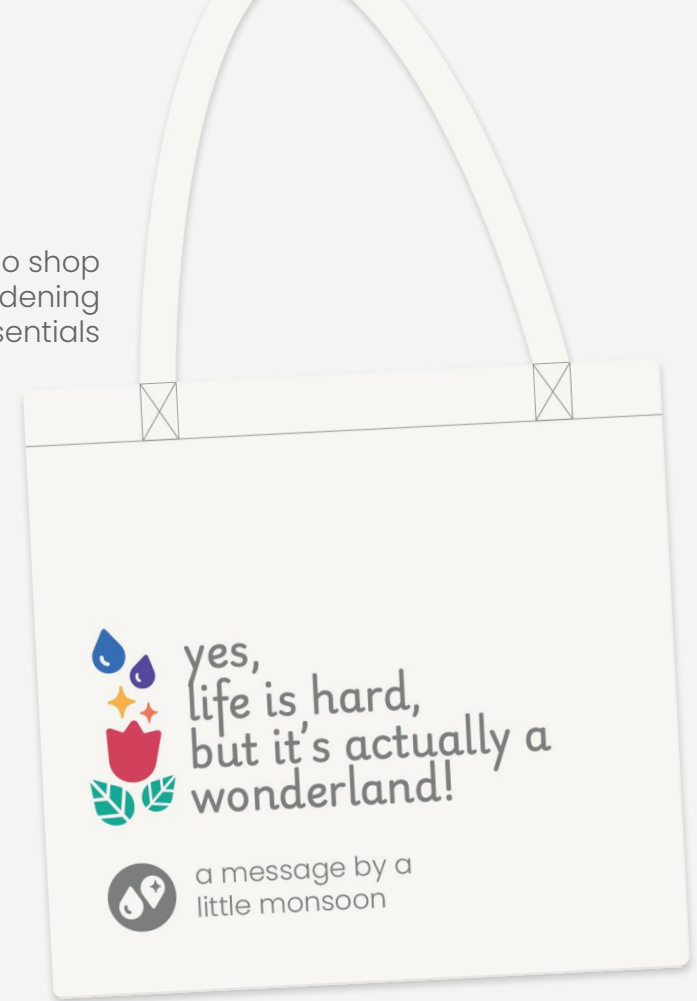 o shop
dening
sentials
yes,
life is hard,
but it's actually a
wonderland!
a message by a
little monsoon